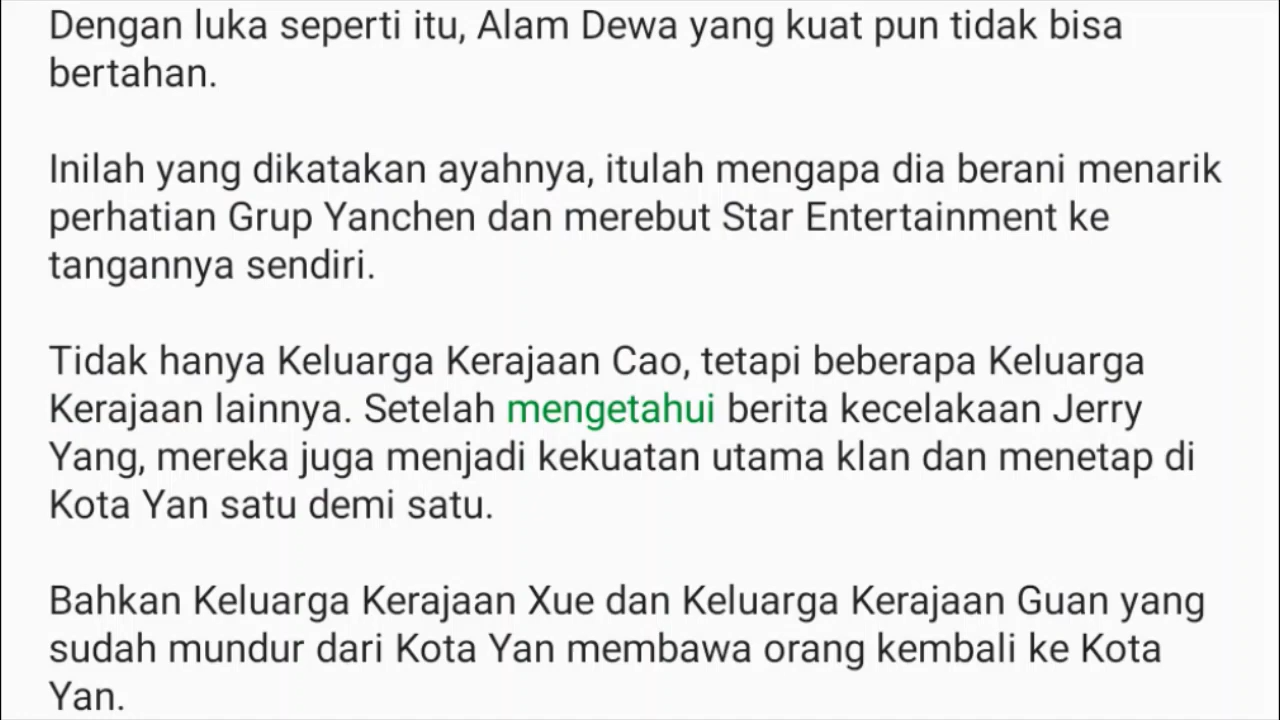 Dengan luka seperti itu, Alam Dewa yang kuat pun tidak bisa
bertahan.
Inilah yang dikatakan ayahnya, itulah mengapa dia berani menarik
perhatian Grup Yanchen dan merebut Star Entertainment ke
tangannya sendiri.
Tidak hanya Keluarga Kerajaan Cao, tetapi beberapa Keluarga
Kerajaan lainnya. Setelah mengetahui berita kecelakaan Jerry
Yang, mereka juga menjadi kekuatan utama klan dan menetap di
Kota Yan satu demi satu.
Bahkan Keluarga Kerajaan Xue dan Keluarga Kerajaan Guan yang
sudah mundur dari Kota Yan membawa orang kembali ke Kota
Yan.